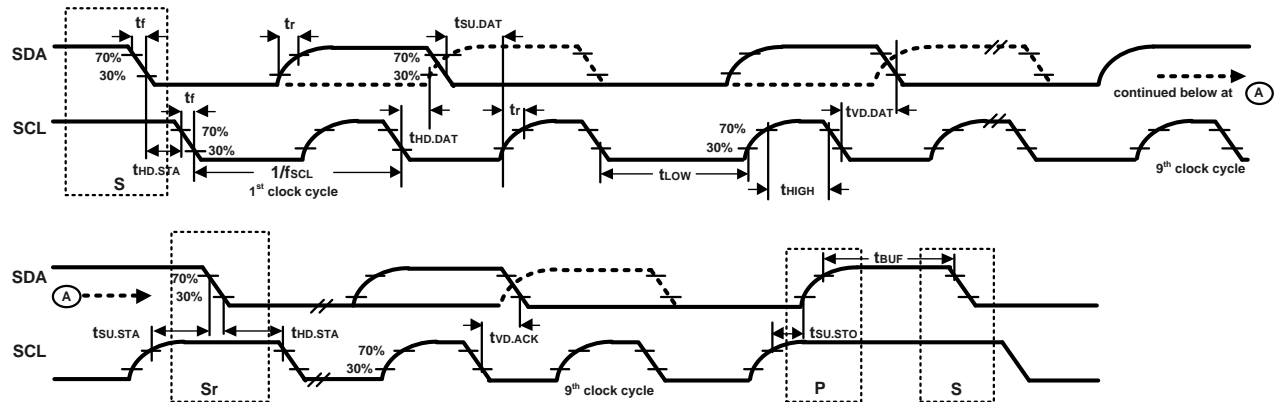 tf tr tSU.DAT
SDA 70% 70%
30% 30%
continued below at A
tf tr tVD.DAT
SCL 70% 70%
tHD.DAT
30% 30%
tHD.STA 1/fSCL tLOW
S 1st clock cycle tHIGH 9th clock cycle
SDA tBUF
70%
A 30%
tSU.STA tHD.STA tVD.ACK tSU.STO
SCL 70%
30%
Sr 9th clock cycle P S